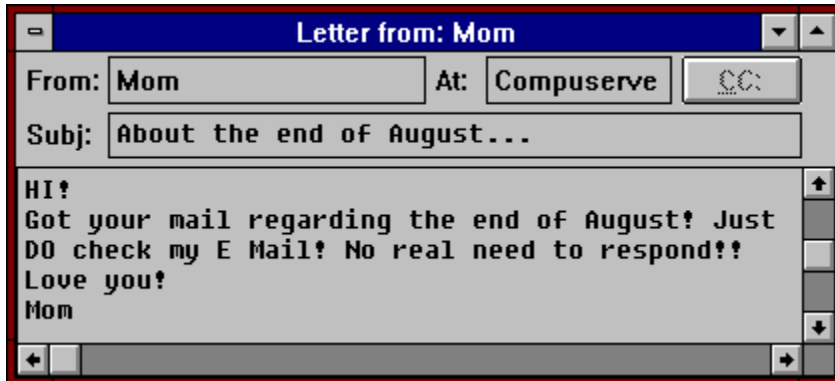 Letter from: Mom
From: Mom At: Compuserve CC:
Subj: About the end of August...
HI!
Got your mail regarding the end of August! Just
DO check my E Mail! No real need to respond!!
Love you!
Mom